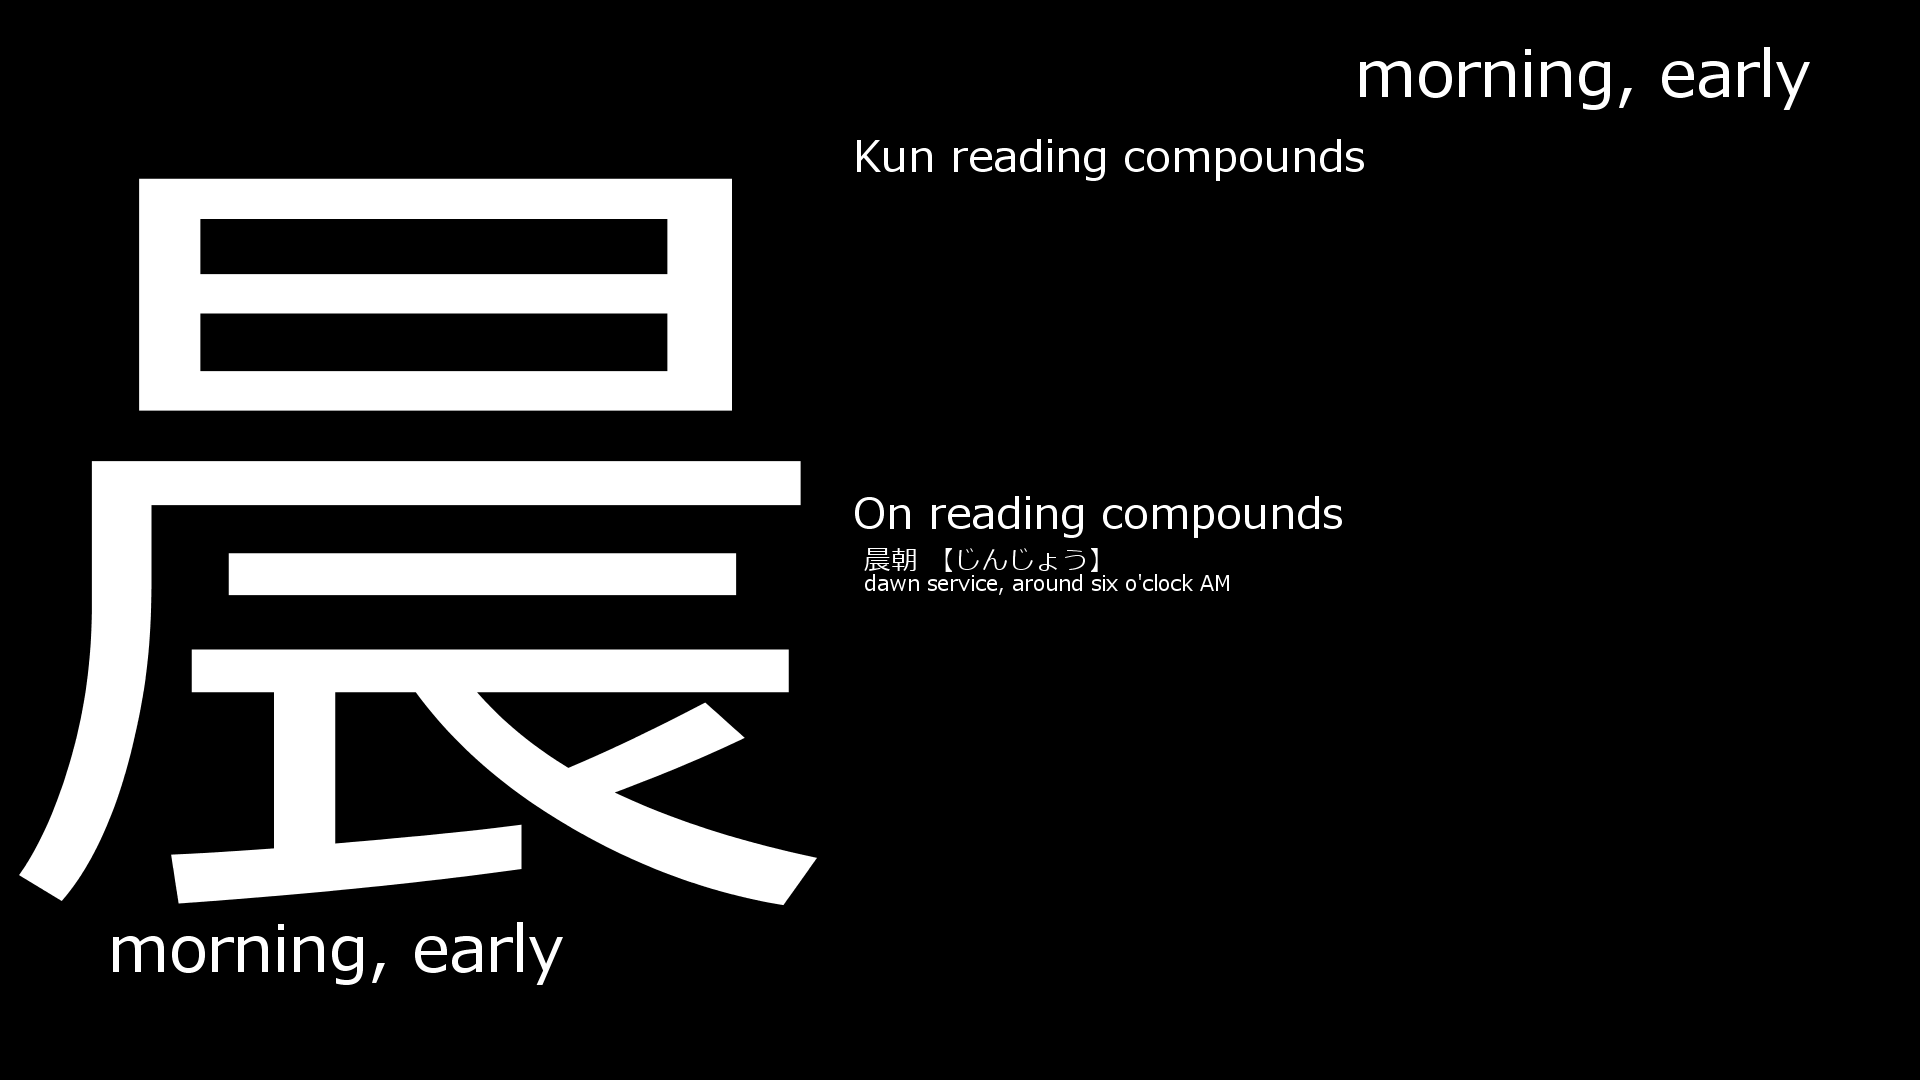 晨
morning, early
morning, early
Kun reading compounds
On reading compounds
晨朝 【じんじょう】
dawn service, around six o'clock AM